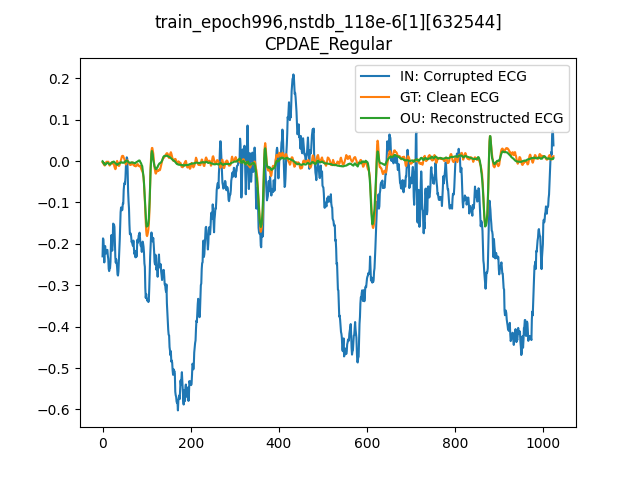 train_epoch996,nstdb_118e-6[1][632544]
CPDAE_Regular
IN: Corrupted ECG
GT: Clean ECG
OU: Reconstructed ECG
0.2
0.1
0.0
−0.1
−0.2
−0.3
−0.4
−0.5
−0.6
0 200 400 600 800 1000